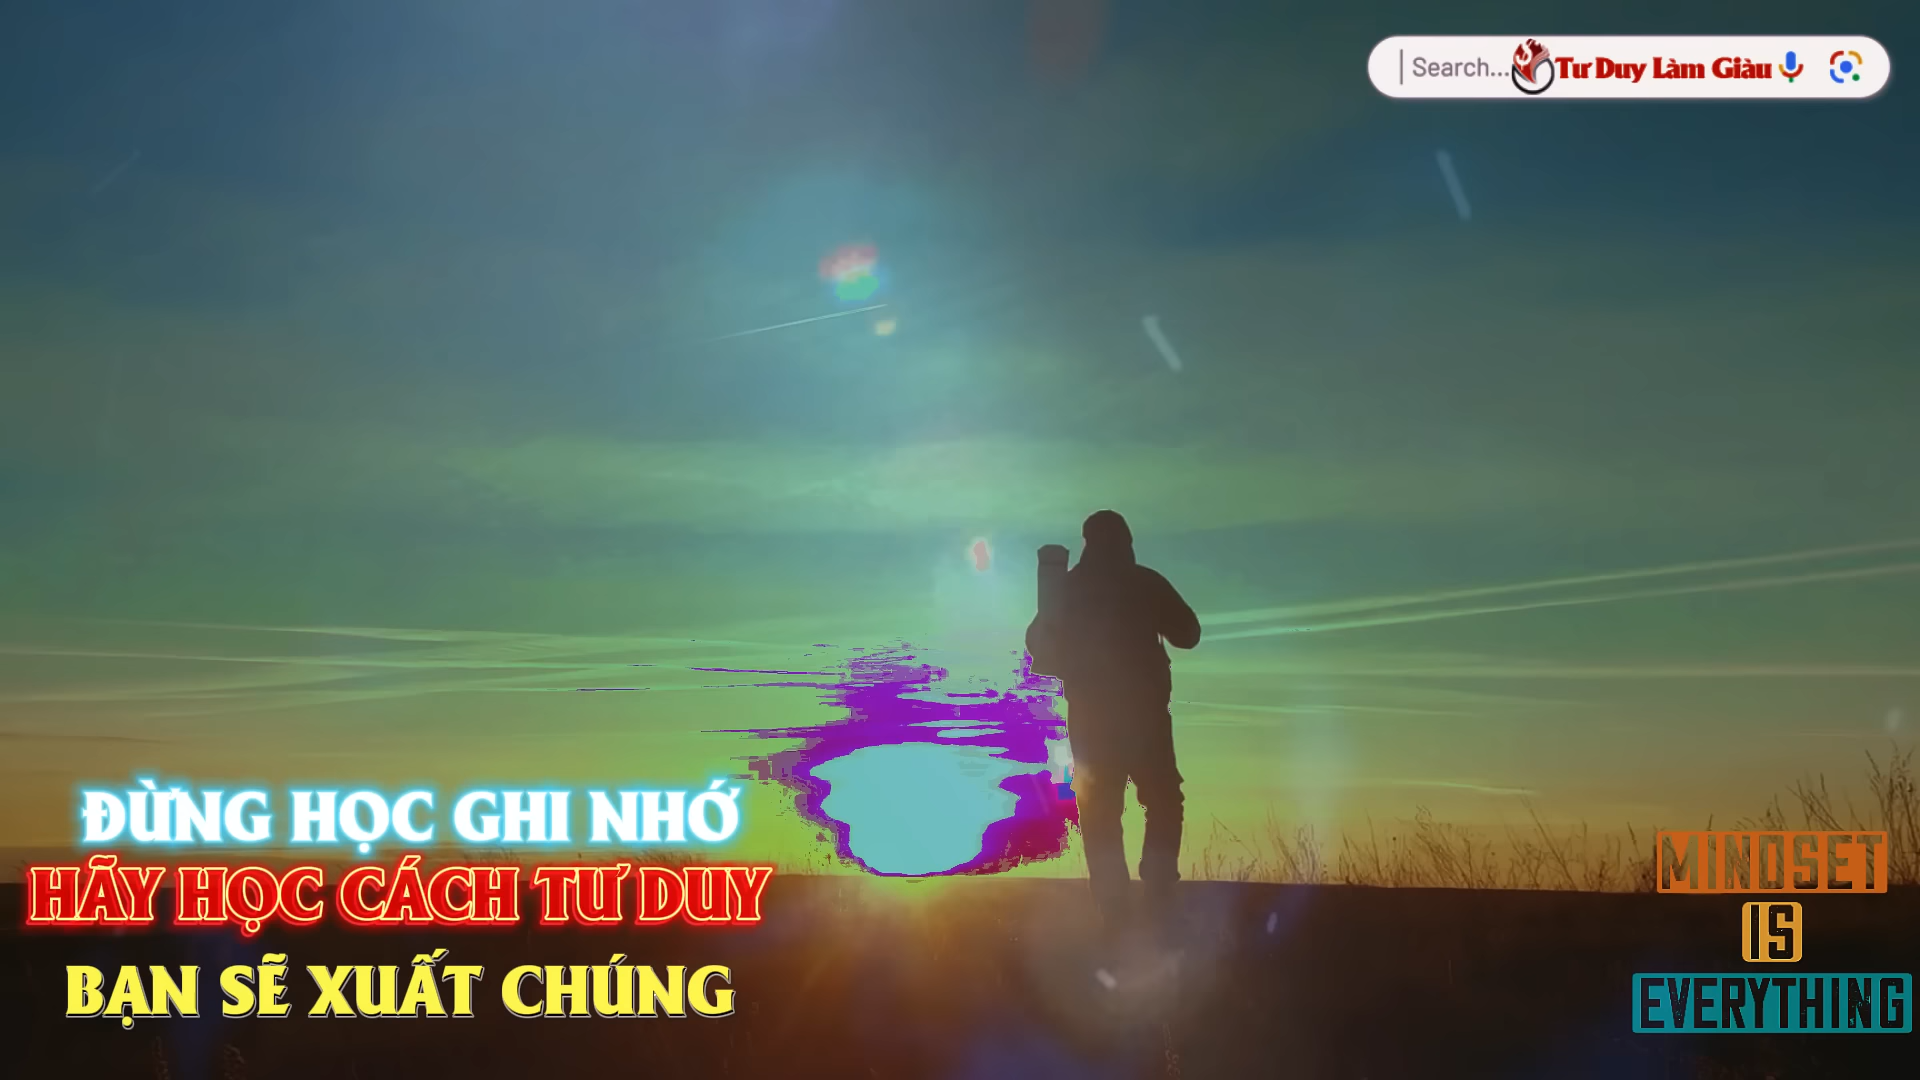 Search... Tư Duy Làm Giàu
ĐỪNG HỌC GHI NHỚ
HÃY HỌC CÁCH TƯ DUY
BẠN SẼ XUẤT CHÚNG
MINDSET
IS
EVERYTHING